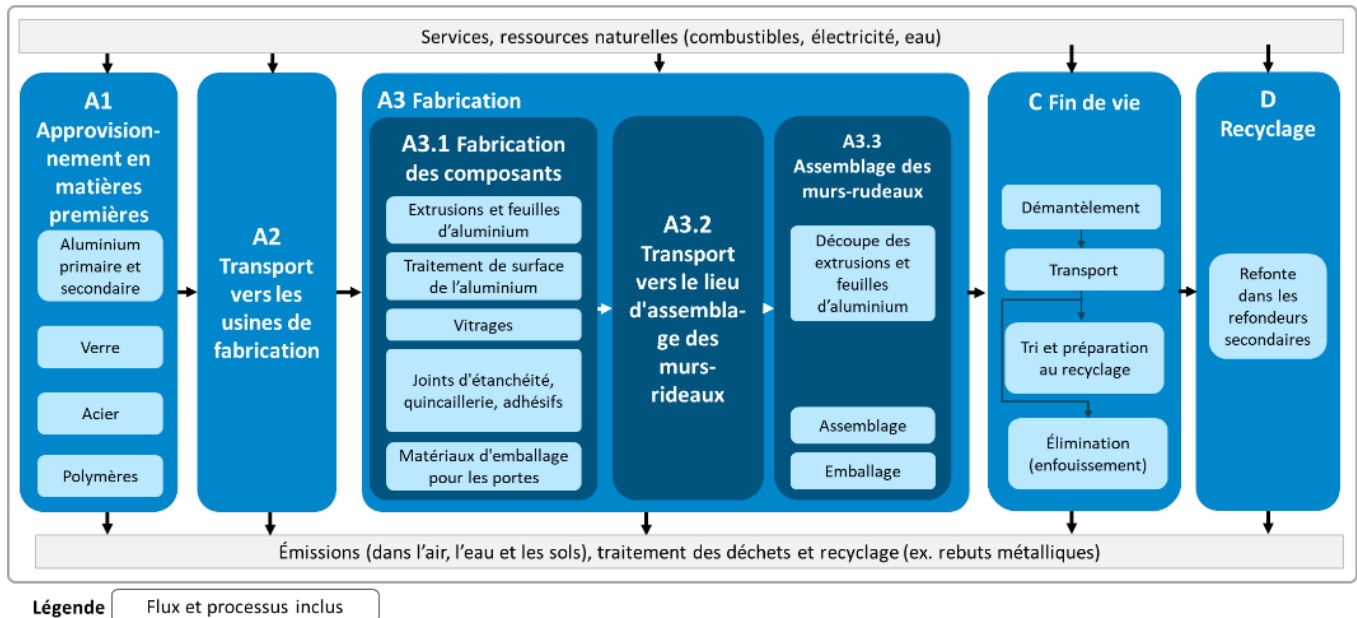 Services, ressources naturelles (combustibles, électricité, eau)
A1
Approvision-
nement en
matières
premières
Aluminium
primaire et
secondaire
Verre
Acier
Polymères
A2
Transport
vers les
usines de
fabrication
A3 Fabrication
A3.1 Fabrication
des composants
Extrusions et feuilles
d'aluminium
Traitement de surface
de l'aluminium
Vitrages
Joints d'étanchéité,
quincaillerie, adhésifs
Matériaux d'emballage
pour les portes
A3.2
Transport
vers le lieu
d'assembla-
ge des
murs-
rideaux
A3.3
Assemblage des
murs-rudeaux
Découpe des
extrusions et
feuilles
d'aluminium
Assemblage
Emballage
C Fin de vie
Démantèlement
Transport
Tri et préparation
au recyclage
Élimination
(enfouissement)
D
Recyclage
Refonte
dans les
refondeurs
secondaires
Émissions (dans l'air, l'eau et les sols), traitement des déchets et recyclage (ex. rebuts métalliques)
Légende
Flux et processus inclus